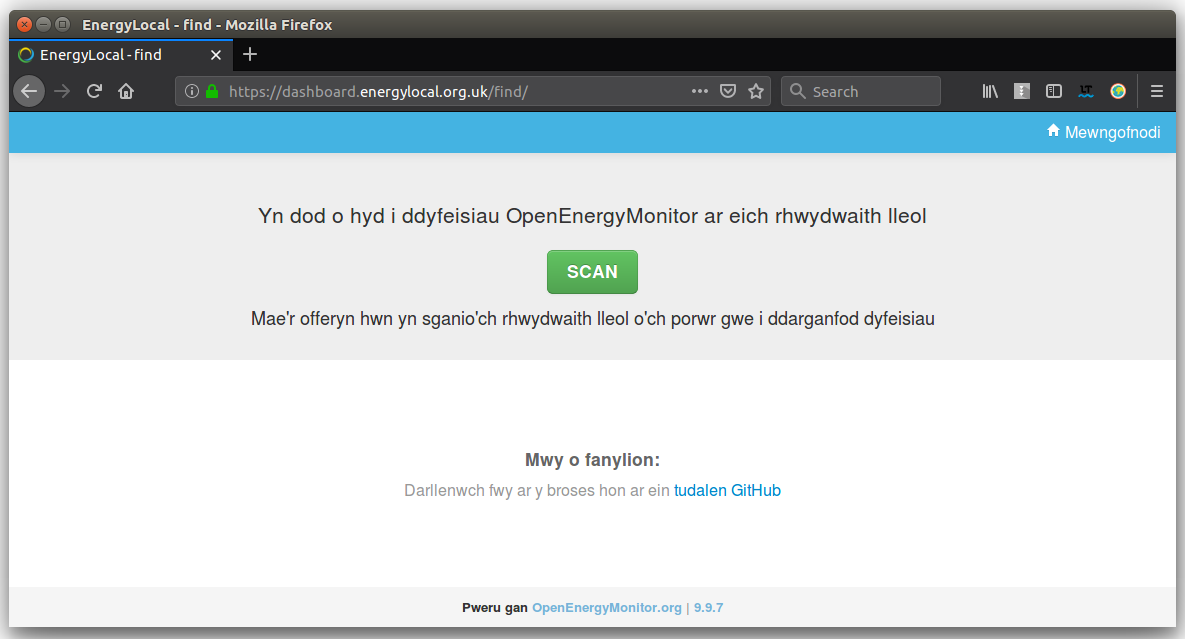 EnergyLocal - find - Mozilla Firefox
EnergyLocal - find
https://dashboard.energylocal.org.uk/find/
Search
Mewngofnodi
Yn dod o hyd i ddyfeisiau OpenEnergyMonitor ar eich rhwydwaith lleol
SCAN
Mae'r offeryn hwn yn sganio'ch rhwydwaith lleol o'ch porwr gwe i ddarganfod dyfeisiau
Mwy o fanylion:
Darllenwch fwy ar y broses hon ar ein tudalen GitHub
Pweru gan OpenEnergyMonitor.org | 9.9.7